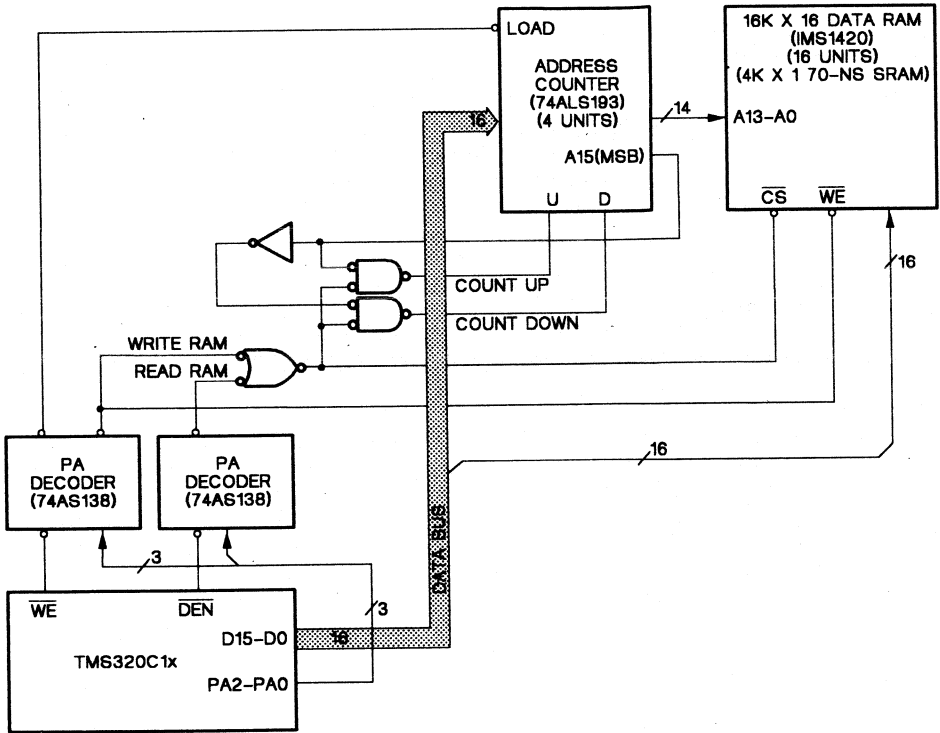 LOAD
ADDRESS
COUNTER
(74ALS193)
(4 UNITS)
A15(MSB)
U D
16
14
16K X 16 DATA RAM
(IMS1420)
(16 UNITS)
(4K X 1 70-NS SRAM)
A13-A0
CS WE
16
COUNT UP
COUNT DOWN
WRITE RAM
READ RAM
PA
DECODER
(74AS138)
PA
DECODER
(74AS138)
16
DATA BUS
3
3
WE DEN
D15-D0
16
TMS320C1x
PA2-PA0